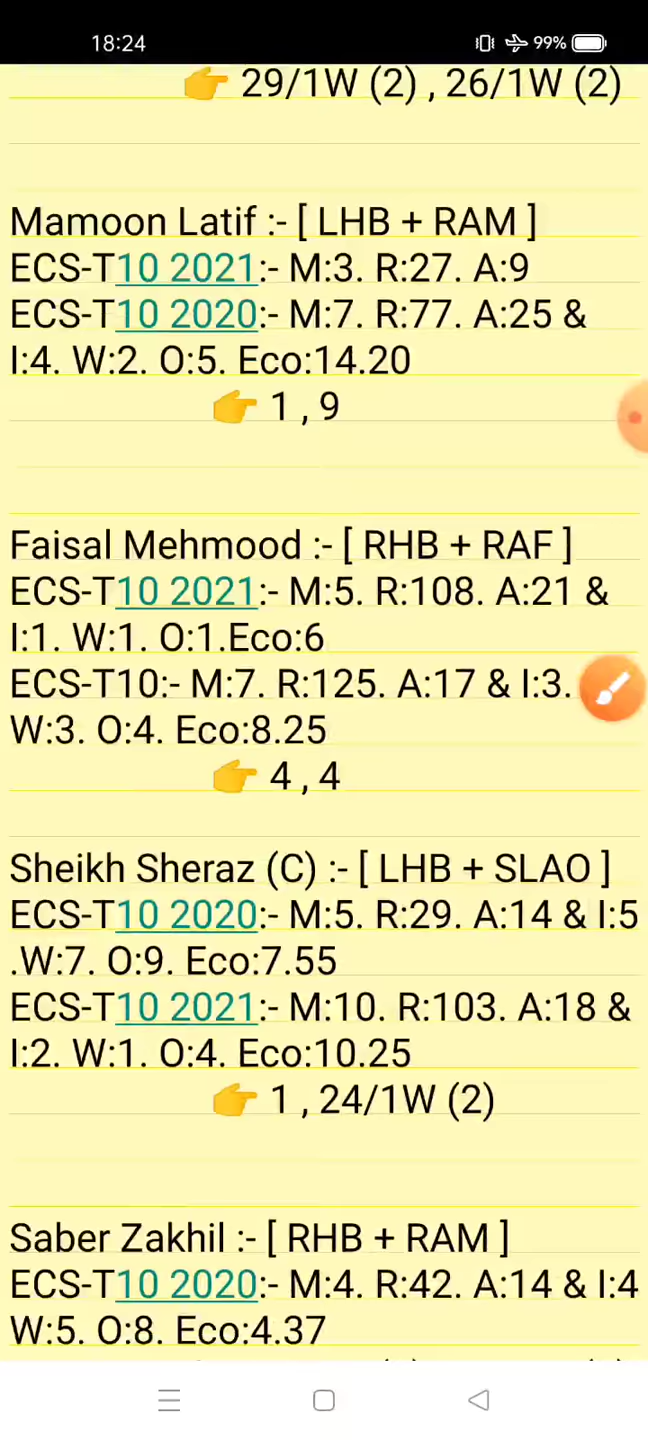 18:24
99%
👉 29/1W (2) , 26/1W (2)
Mamoon Latif :- [ LHB + RAM ]
ECS-T10 2021:- M:3. R:27. A:9
ECS-T10 2020:- M:7. R:77. A:25 &
I:4. W:2. O:5. Eco:14.20
👉 1 , 9
Faisal Mehmood :- [ RHB + RAF ]
ECS-T10 2021:- M:5. R:108. A:21 &
I:1. W:1. O:1.Eco:6
ECS-T10:- M:7. R:125. A:17 & I:3.
W:3. O:4. Eco:8.25
👉 4 , 4
Sheikh Sheraz (C) :- [ LHB + SLAO ]
ECS-T10 2020:- M:5. R:29. A:14 & I:5
.W:7. O:9. Eco:7.55
ECS-T10 2021:- M:10. R:103. A:18 &
I:2. W:1. O:4. Eco:10.25
👉 1 , 24/1W (2)
Saber Zakhil :- [ RHB + RAM ]
ECS-T10 2020:- M:4. R:42. A:14 & I:4
W:5. O:8. Eco:4.37